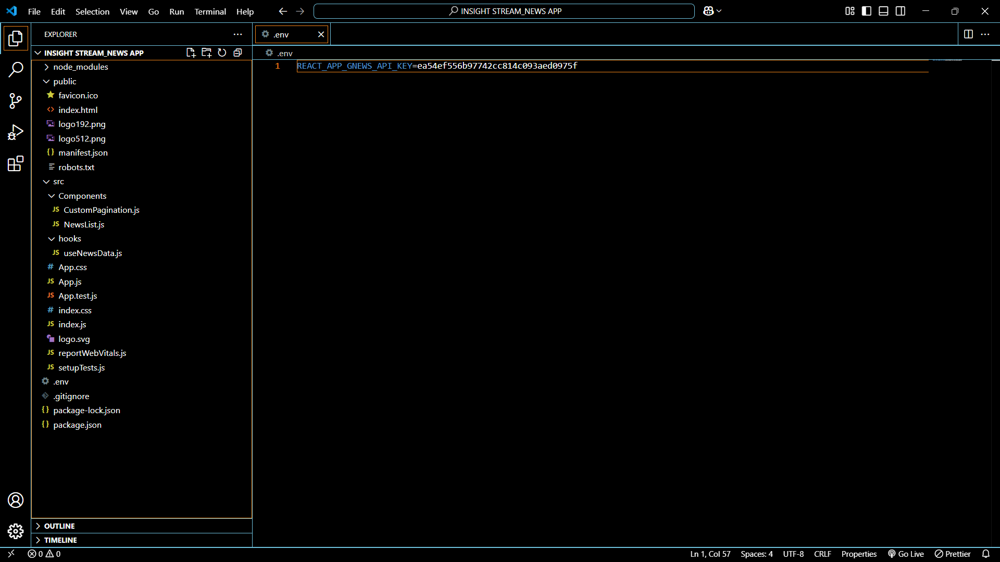 File Edit Selection View Go Run Terminal Help
INSIGHT STREAM_NEWS APP
EXPLORER
INSIGHT STREAM_NEWS APP
node_modules
public
favicon.ico
index.html
logo192.png
logo512.png
manifest.json
robots.txt
src
Components
CustomPagination.js
NewsList.js
hooks
useNewsData.js
App.css
App.js
App.test.js
index.css
index.js
logo.svg
reportWebVitals.js
setupTests.js
.env
.gitignore
package-lock.json
package.json
OUTLINE
TIMELINE
.env
.env
1 REACT_APP_GNEWS_API_KEY=ea54ef556b97742cc814c093aed0975f
0 0 Ln 1, Col 57 Spaces: 4 UTF-8 CRLF Properties Go Live Prettier